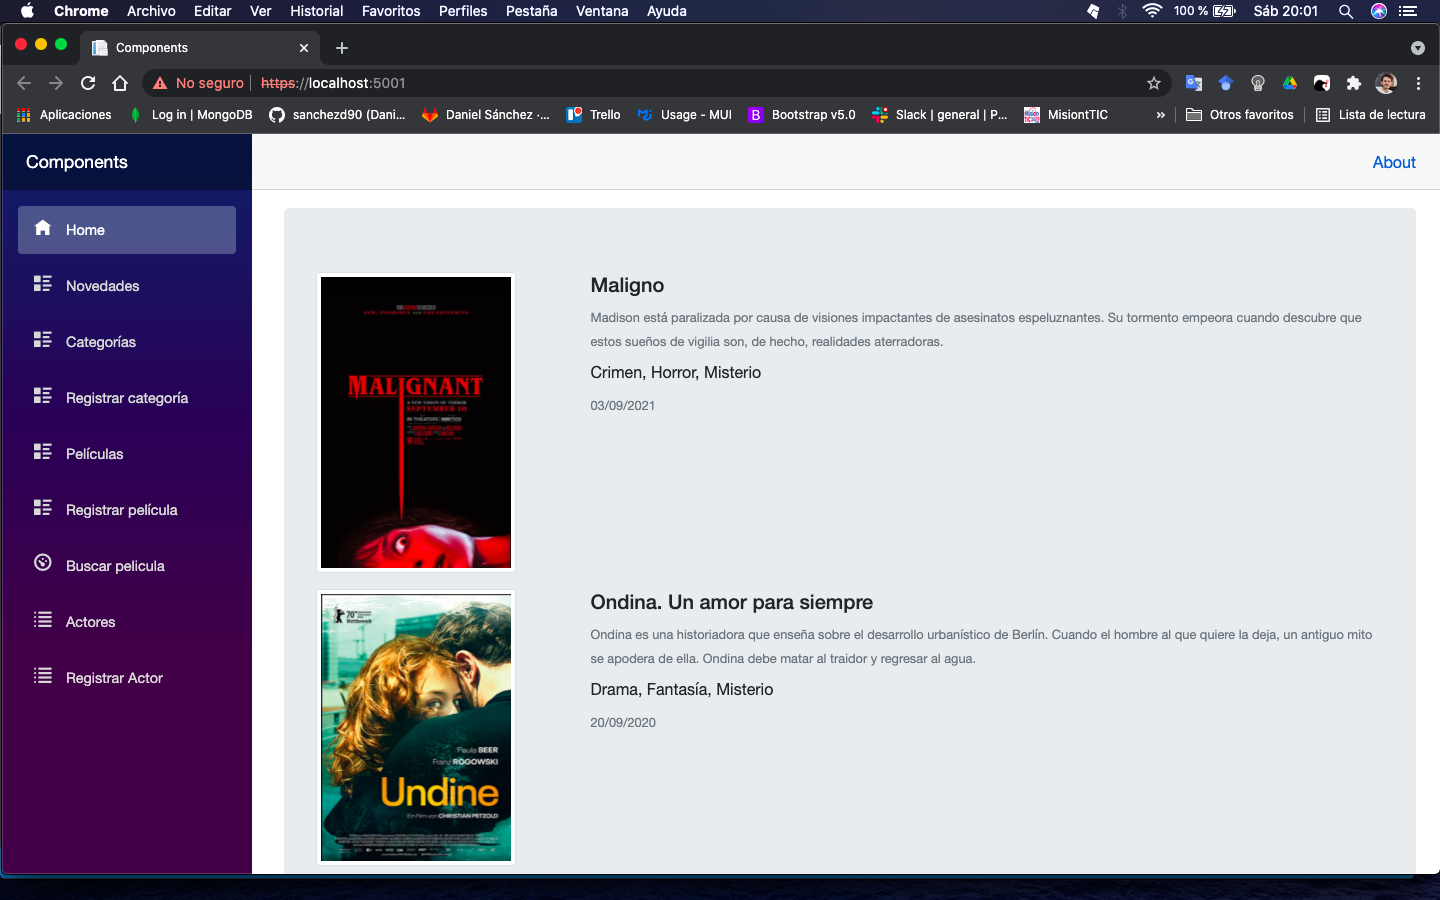 Chrome Archivo Editar Ver Historial Favoritos Perfiles Pestaña Ventana Ayuda 100 % Sáb 20:01
Components
No seguro https://localhost:5001
Aplicaciones Log in | MongoDB sanchezd90 (Dani... Daniel Sánchez ·... Trello Usage - MUI Bootstrap v5.0 Slack | general | P... MisiontTIC » Otros favoritos Lista de lectura
Components
About
Home
Novedades
Categorías
Registrar categoría
Películas
Registrar película
Buscar pelicula
Actores
Registrar Actor
MALIGNANT
A NEW VISION OF TERROR
SEPTEMBER 10
Maligno
Madison está paralizada por causa de visiones impactantes de asesinatos espeluznantes. Su tormento empeora cuando descubre que
estos sueños de vigilia son, de hecho, realidades aterradoras.
Crimen, Horror, Misterio
03/09/2021
70
Wettbewerb
Paula BEER
Franz ROGOWSKI
Undine
Ein Film von CHRISTIAN PETZOLD
Ondina. Un amor para siempre
Ondina es una historiadora que enseña sobre el desarrollo urbanístico de Berlín. Cuando el hombre al que quiere la deja, un antiguo mito
se apodera de ella. Ondina debe matar al traidor y regresar al agua.
Drama, Fantasía, Misterio
20/09/2020